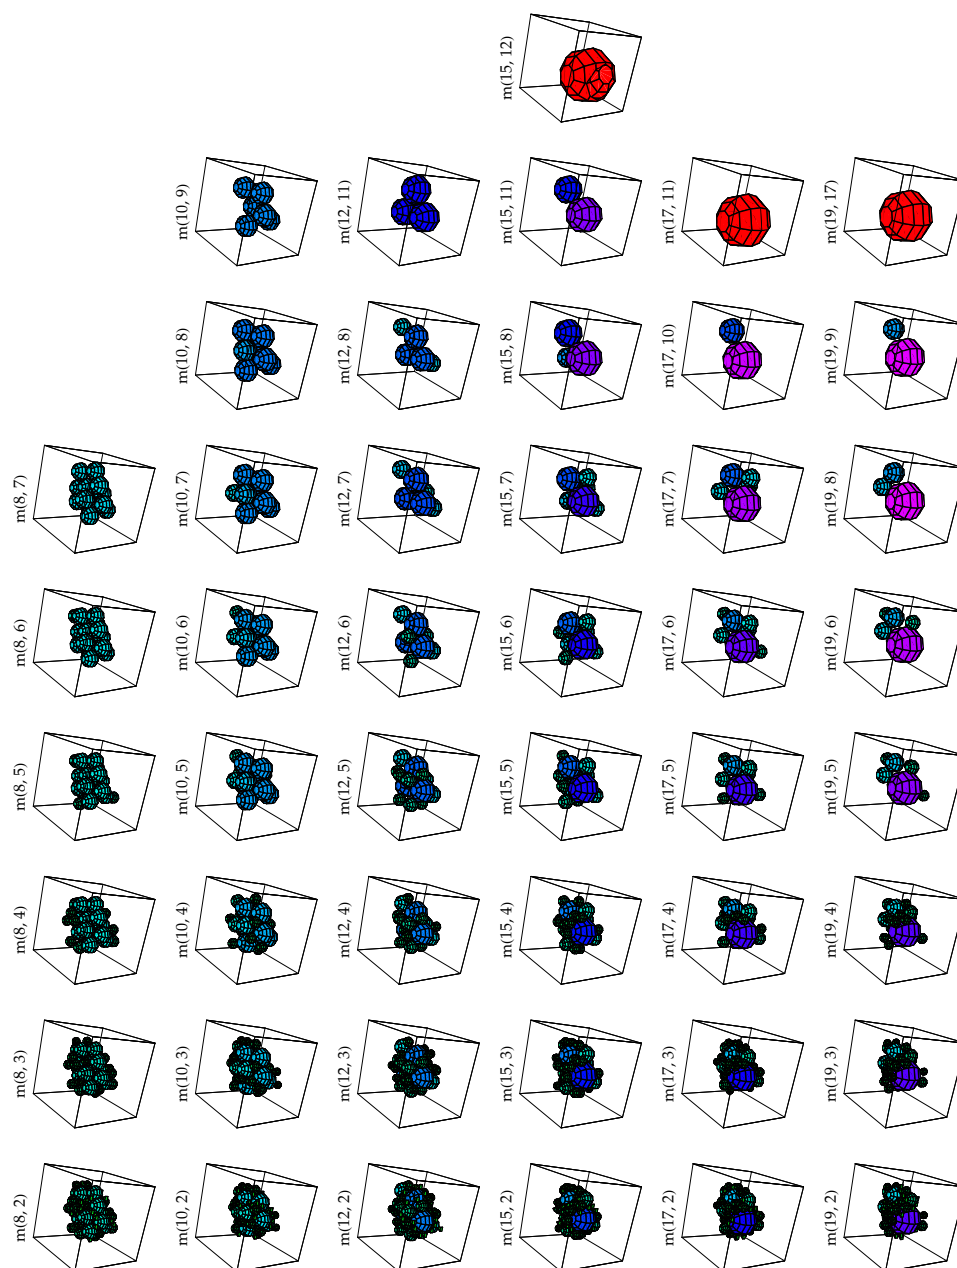 m(15, 12)
m(10, 9)
m(12, 11)
m(15, 11)
m(17, 11)
m(19, 17)
m(10, 8)
m(12, 8)
m(15, 8)
m(17, 10)
m(19, 9)
m(8, 7)
m(10, 7)
m(12, 7)
m(15, 7)
m(17, 7)
m(19, 8)
m(8, 6)
m(10, 6)
m(12, 6)
m(15, 6)
m(17, 6)
m(19, 6)
m(8, 5)
m(10, 5)
m(12, 5)
m(15, 5)
m(17, 5)
m(19, 5)
m(8, 4)
m(10, 4)
m(12, 4)
m(15, 4)
m(17, 4)
m(19, 4)
m(8, 3)
m(10, 3)
m(12, 3)
m(15, 3)
m(17, 3)
m(19, 3)
m(8, 2)
m(10, 2)
m(12, 2)
m(15, 2)
m(17, 2)
m(19, 2)